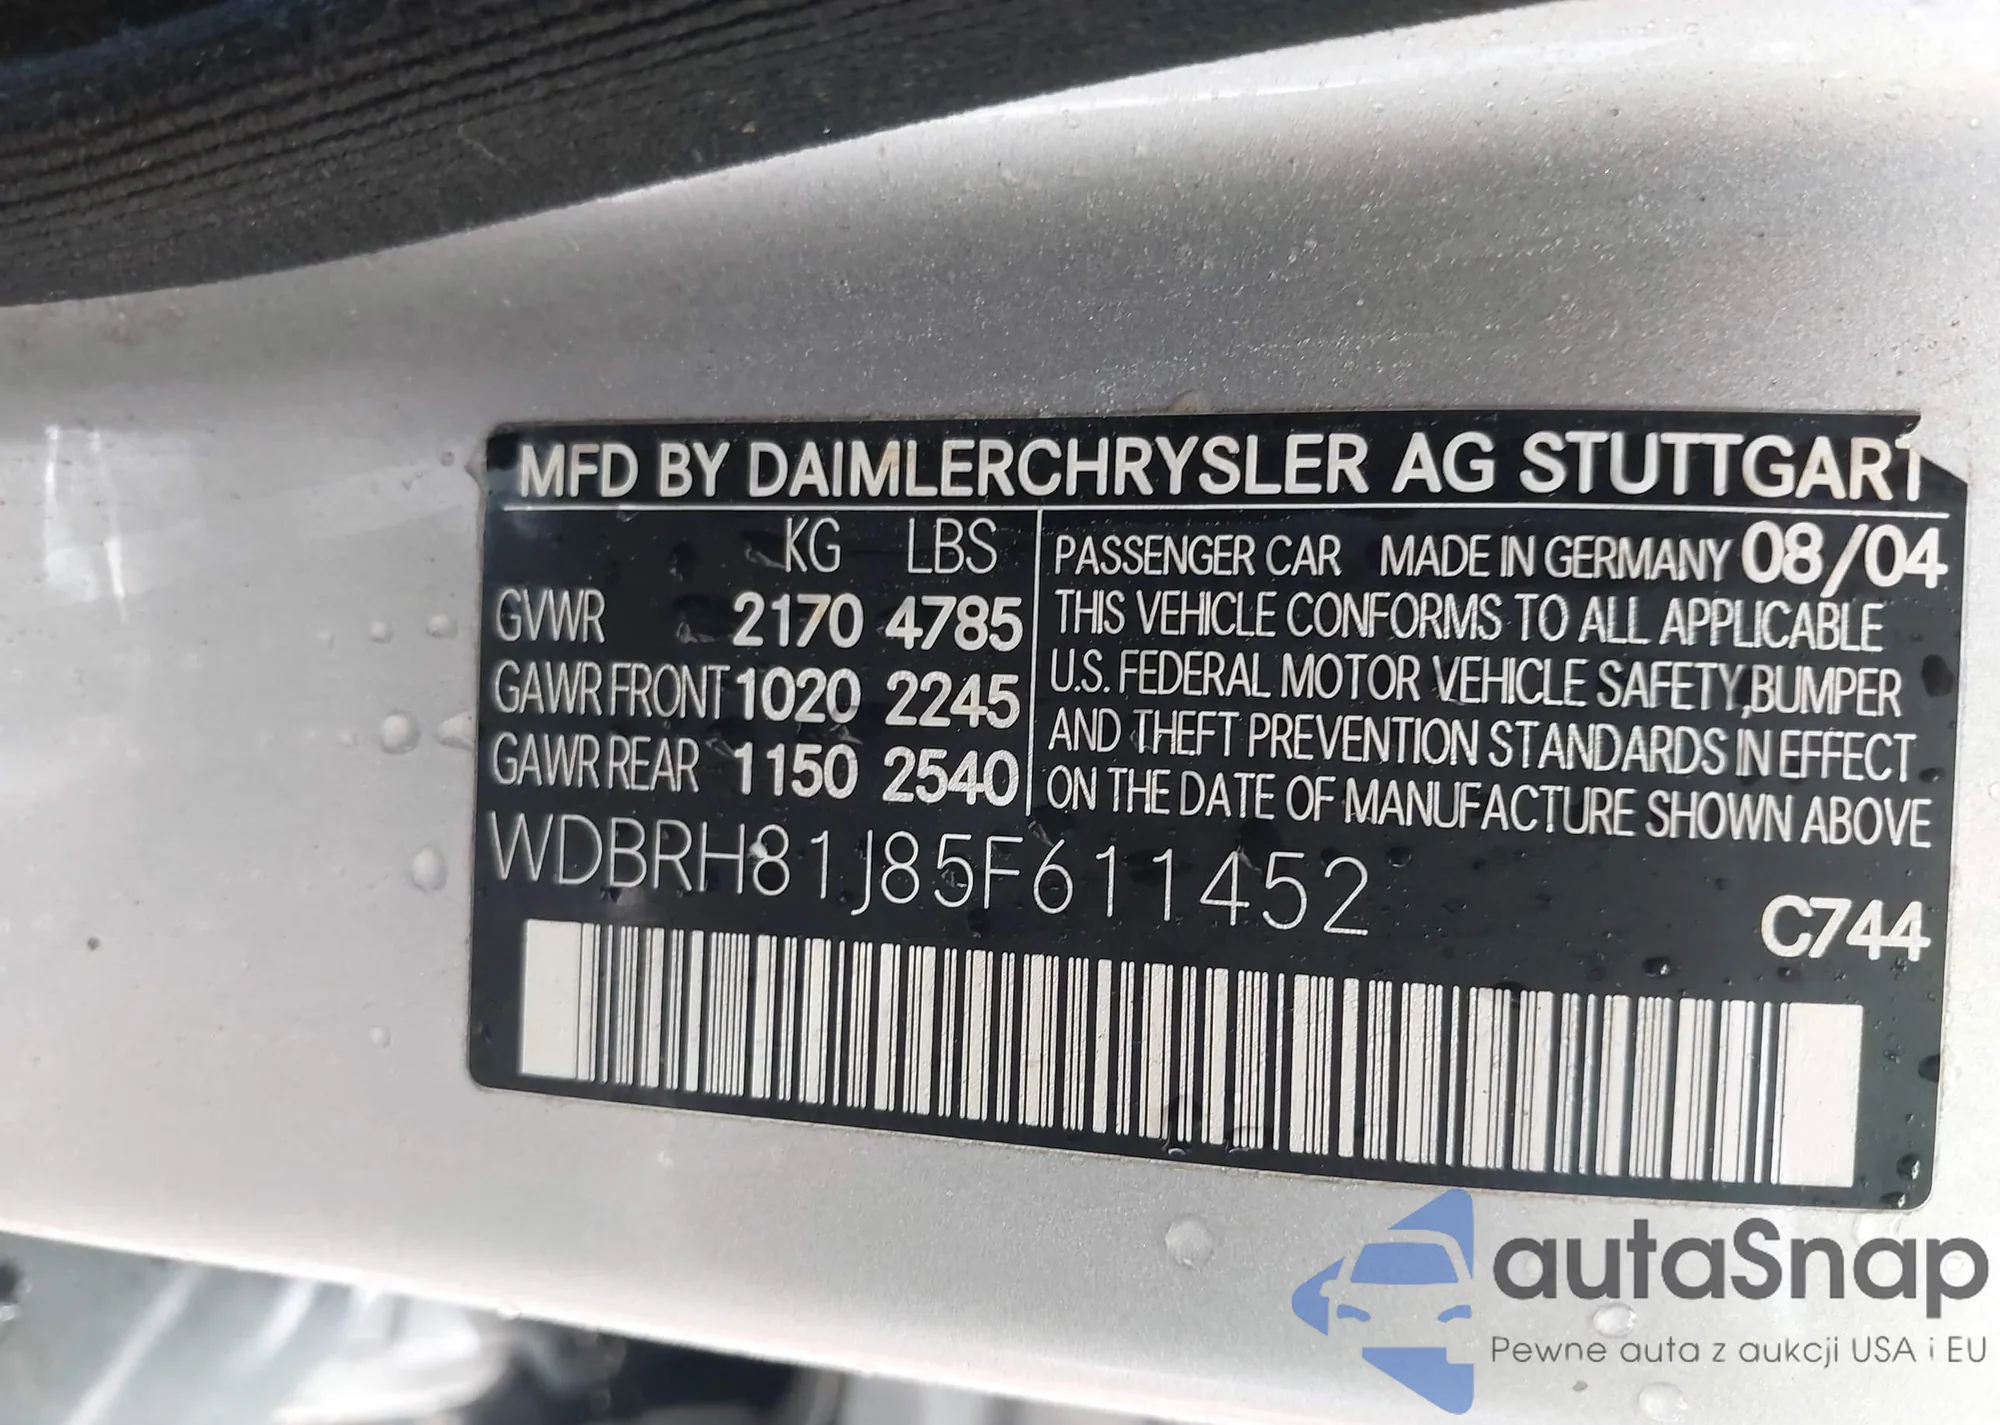 MFD BY DAIMLERCHRYSLER AG STUTTGART
KG LBS
GVWR 2170 4785
GAWR FRONT 1020 2245
GAWR REAR 1150 2540
PASSENGER CAR MADE IN GERMANY 08/04
THIS VEHICLE CONFORMS TO ALL APPLICABLE
U.S. FEDERAL MOTOR VEHICLE SAFETY,BUMPER
AND THEFT PREVENTION STANDARDS IN EFFECT
ON THE DATE OF MANUFACTURE SHOWN ABOVE
WDBRH81J85F611452
C744
autaSnap
Pewne auta z aukcji USA i EU